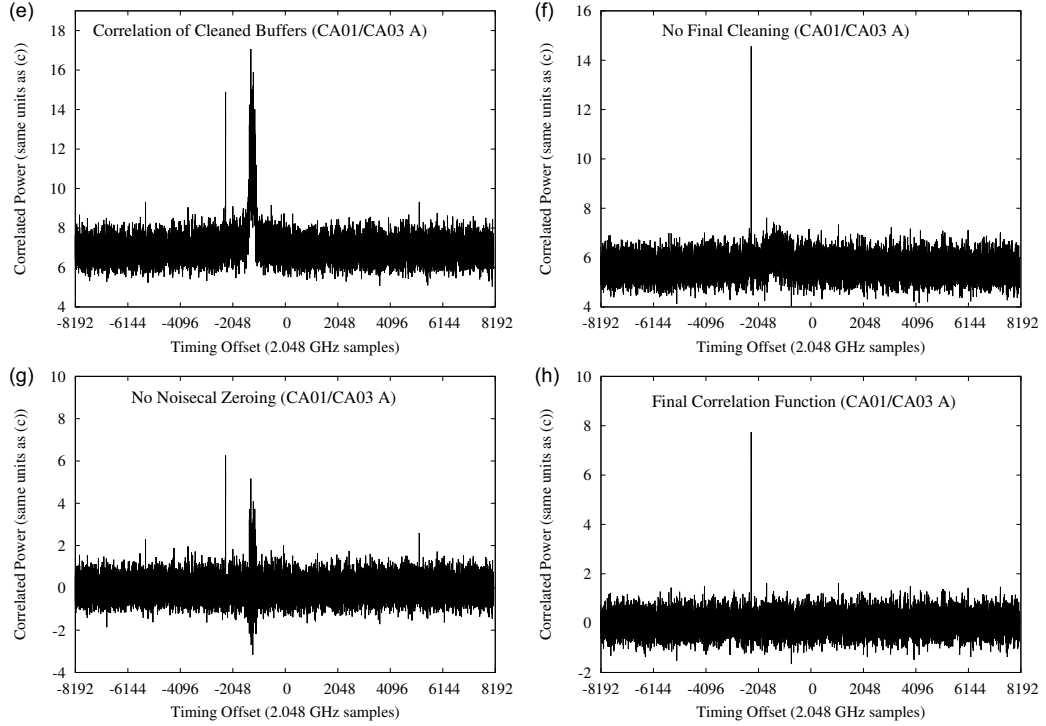 (e)
Correlation of Cleaned Buffers (CA01/CA03 A)
Correlated Power (same units as (c))
18
16
14
12
10
8
6
4
-8192 -6144 -4096 -2048 0 2048 4096 6144 8192
Timing Offset (2.048 GHz samples)
(f)
No Final Cleaning (CA01/CA03 A)
Correlated Power (same units as (c))
16
14
12
10
8
6
4
-8192 -6144 -4096 -2048 0 2048 4096 6144 8192
Timing Offset (2.048 GHz samples)
(g)
No Noisecal Zeroing (CA01/CA03 A)
Correlated Power (same units as (c))
10
8
6
4
2
0
-2
-4
-8192 -6144 -4096 -2048 0 2048 4096 6144 8192
Timing Offset (2.048 GHz samples)
(h)
Final Correlation Function (CA01/CA03 A)
Correlated Power (same units as (c))
10
8
6
4
2
0
-2
-8192 -6144 -4096 -2048 0 2048 4096 6144 8192
Timing Offset (2.048 GHz samples)